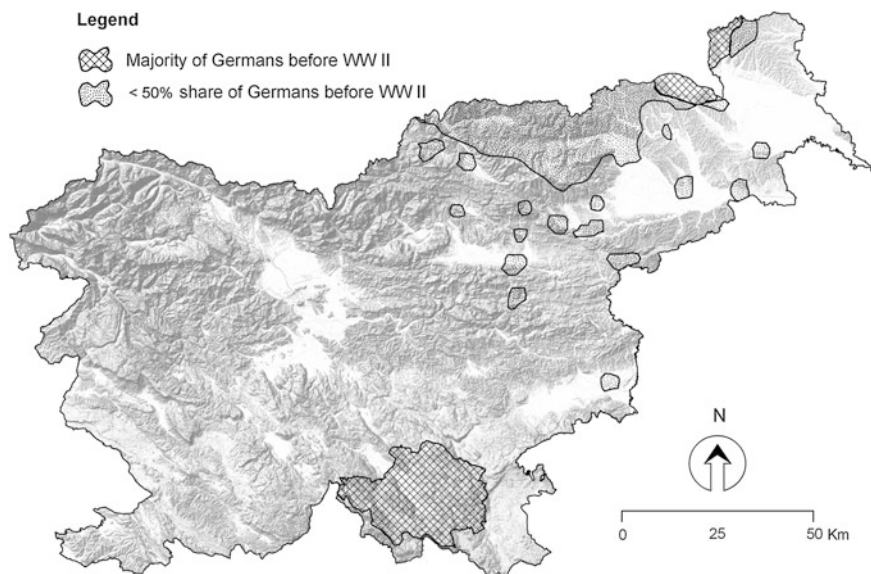 Legend
Majority of Germans before WW II
< 50% share of Germans before WW II
N
0 25 50 Km